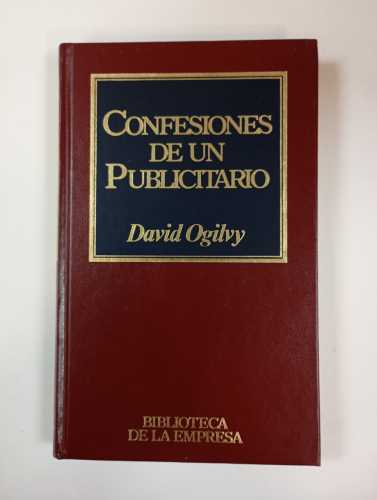 CONFESIONES
DE UN
PUBLICITARIO
David Ogilvy
BIBLIOTECA
DE LA EMPRESA